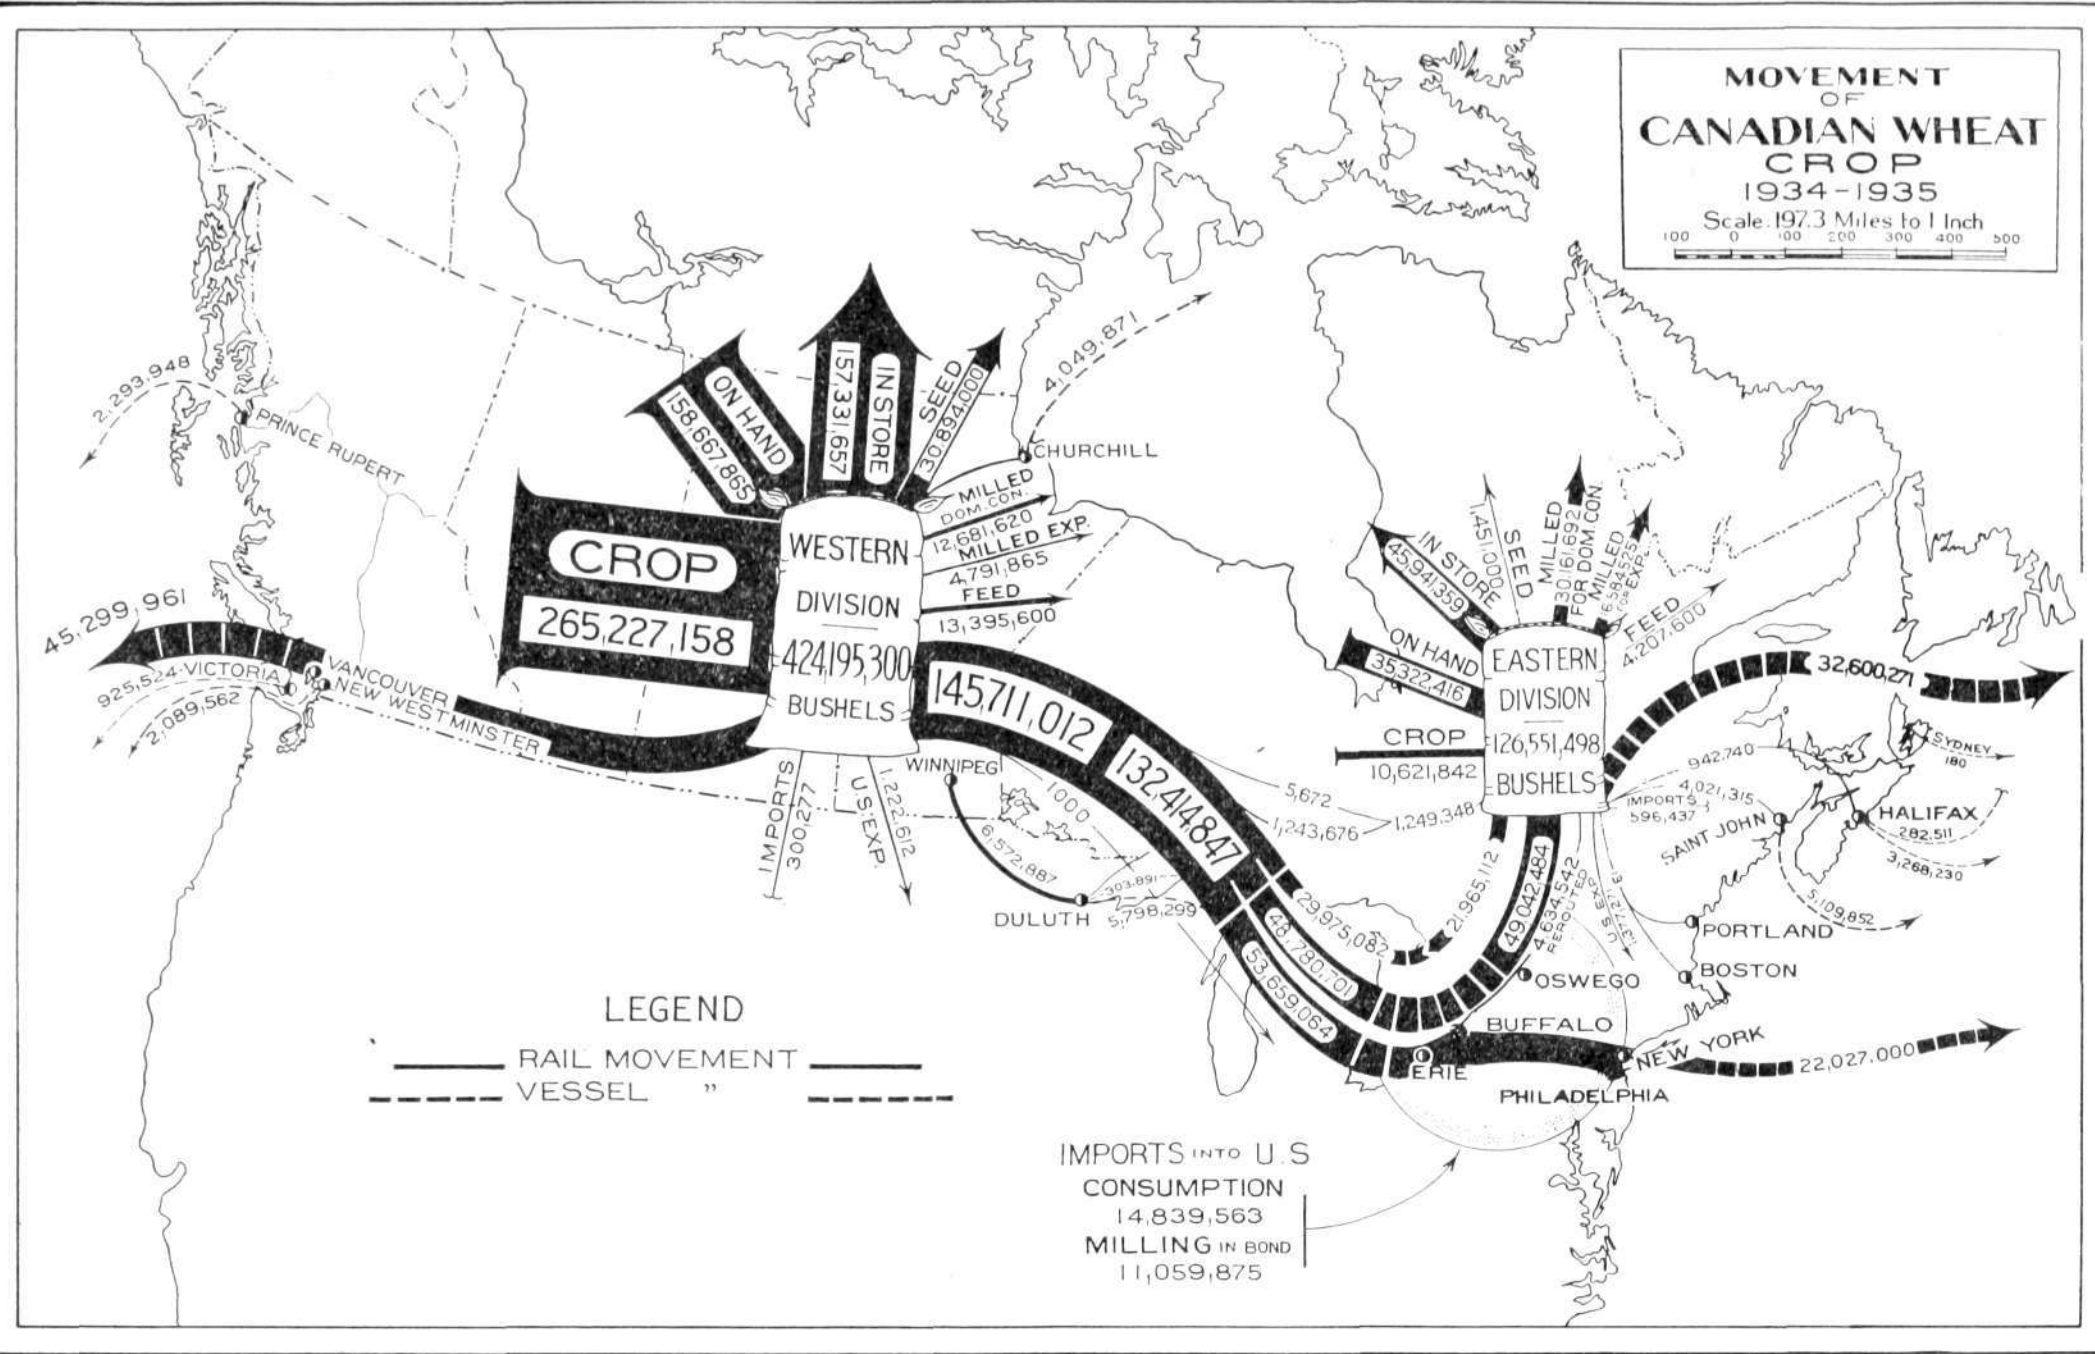 MOVEMENT
OF
CANADIAN WHEAT
CROP
1934-1935
Scale: 197.3 Miles to 1 Inch
100 0 100 200 300 400 500
2,293,948
PRINCE RUPERT
45,299,961
925,524
VICTORIA
2,089,562
VANCOUVER
NEW WESTMINSTER
CROP
265,227,158
ON HAND
158,667,865
157,331,657
IN STORE
SEED
30,894,000
4,049,871
CHURCHILL
MILLED
DOM. CON.
12,681,620
MILLED EXP.
4,791,865
FEED
13,395,600
WESTERN
DIVISION
424,195,300
BUSHELS
IMPORTS
300,277
U.S. EXP.
1,222,612
WINNIPEG
6,572,887
DULUTH
303,891
5,798,299
1000
145,711,012
132,414,847
5,672
1,243,676
1,249,348
29,975,082
48,780,701
53,659,064
21,965,112
49,042,484
4,634,542
REROUTED
U.S. EXP.
IN STORE
45,941,359
ON HAND
35,322,416
CROP
10,621,842
1,451,000
SEED
MILLED
30,161,692
FOR DOM. CON.
MILLED
16,584,525
FOR EXP.
FEED
4,207,600
EASTERN
DIVISION
126,551,498
BUSHELS
32,600,271
942,740
4,021,315
IMPORTS
596,437
SYDNEY
180
HALIFAX
282,511
3,268,230
SAINT JOHN
5,109,852
PORTLAND
BOSTON
OSWEGO
BUFFALO
ERIE
NEW YORK
22,027,000
PHILADELPHIA
LEGEND
RAIL MOVEMENT
VESSEL "
IMPORTS INTO U.S
CONSUMPTION
14,839,563
MILLING IN BOND
11,059,875